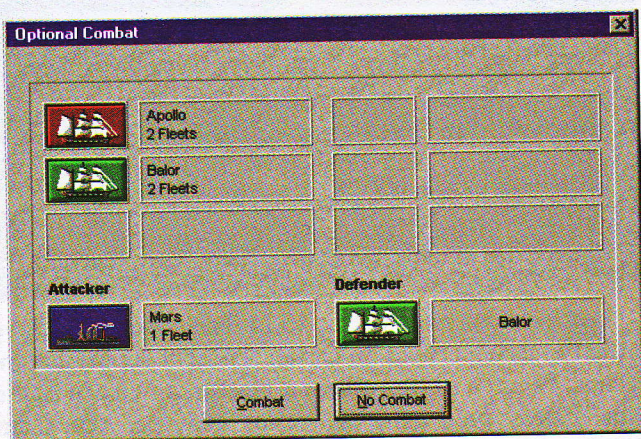 Optional Combat
Apollo
2 Fleets
Balor
2 Fleets
Attacker
Defender
Mars
1 Fleet
Balor
Combat
No Combat